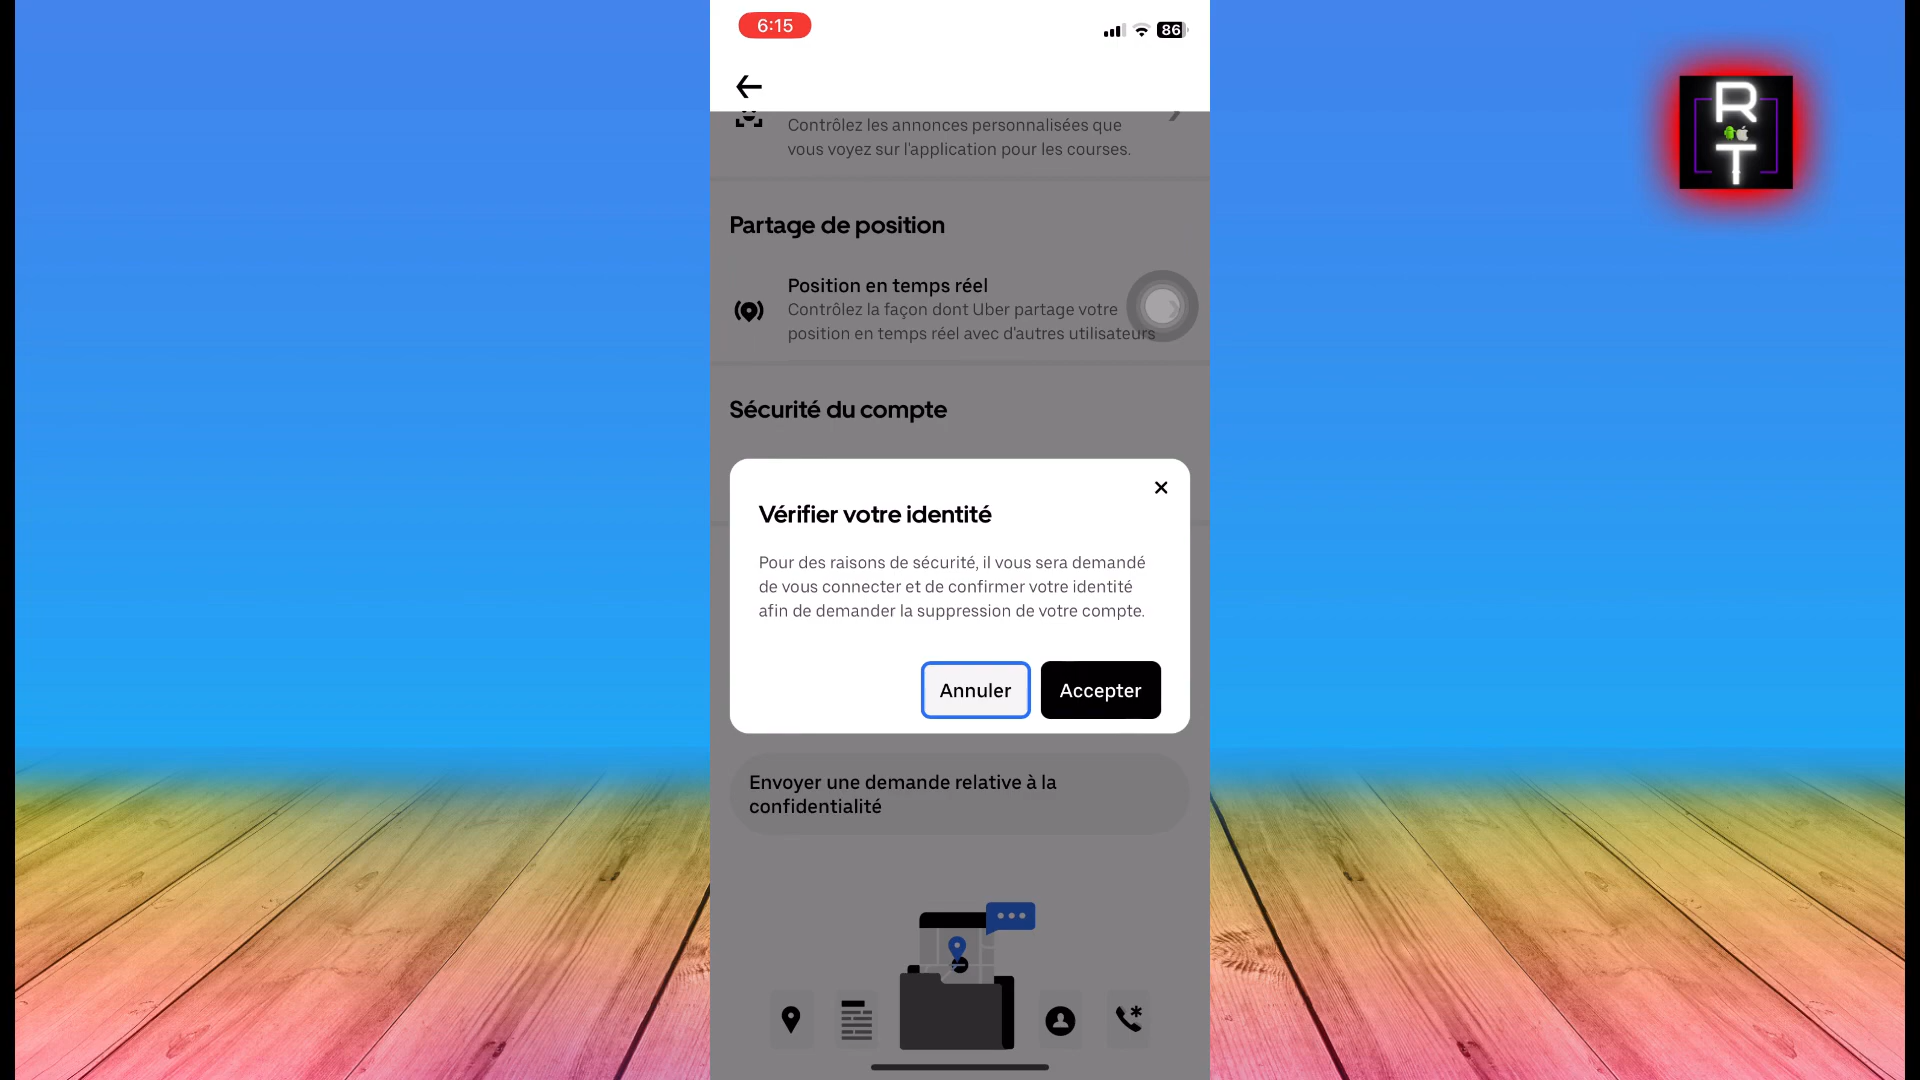 6:15
86
R
T
Contrôlez les annonces personnalisées que
vous voyez sur l'application pour les courses.
Partage de position
Position en temps réel
Contrôlez la façon dont Uber partage votre
position en temps réel avec d'autres utilisateurs
Sécurité du compte
Vérifier votre identité
Pour des raisons de sécurité, il vous sera demandé
de vous connecter et de confirmer votre identité
afin de demander la suppression de votre compte.
Annuler
Accepter
Envoyer une demande relative à la
confidentialité